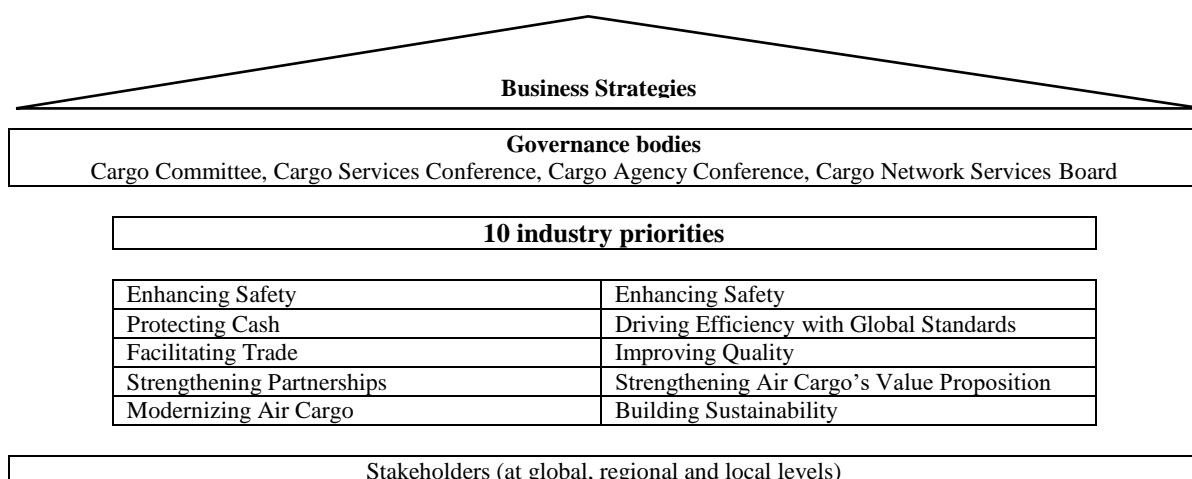 Business Strategies
Governance bodies
Cargo Committee, Cargo Services Conference, Cargo Agency Conference, Cargo Network Services Board
10 industry priorities
Enhancing Safety Enhancing Safety
Protecting Cash Driving Efficiency with Global Standards
Facilitating Trade Improving Quality
Strengthening Partnerships Strengthening Air Cargo’s Value Proposition
Modernizing Air Cargo Building Sustainability
Stakeholders (at global, regional and local levels)